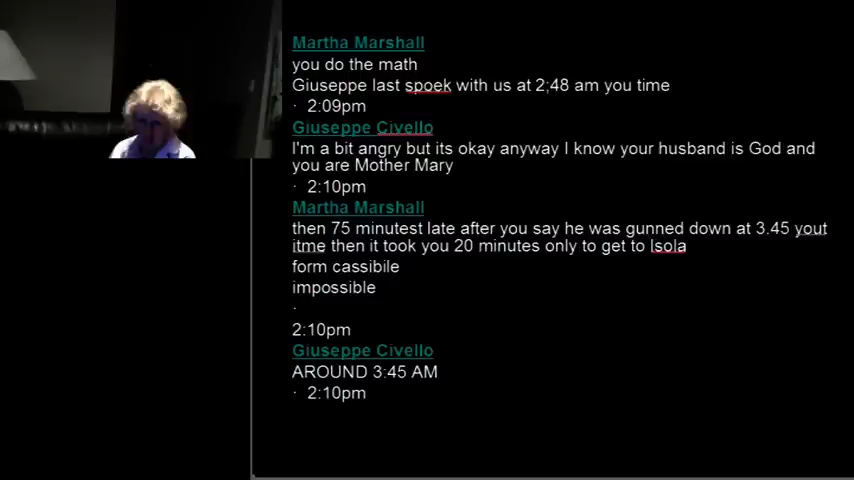 Martha Marshall
you do the math
Giuseppe last spoek with us at 2;48 am you time
· 2:09pm
Giuseppe Civello
I'm a bit angry but its okay anyway I know your husband is God and
you are Mother Mary
· 2:10pm
Martha Marshall
then 75 minutest late after you say he was gunned down at 3.45 yout
itme then it took you 20 minutes only to get to Isola
form cassibile
impossible
·
2:10pm
Giuseppe Civello
AROUND 3:45 AM
· 2:10pm